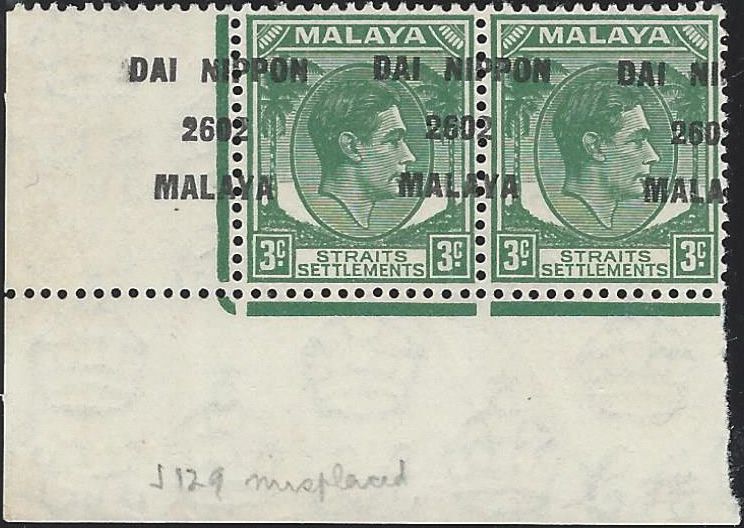 MALAYA MALAYA
DAI NIPPON DAI NIPPON DAI NI
2602 2602 2602
MALAYA MALAYA MALA
3C STRAITS SETTLEMENTS 3C 3C STRAITS SETTLEMENTS 3C
J129 misplaced